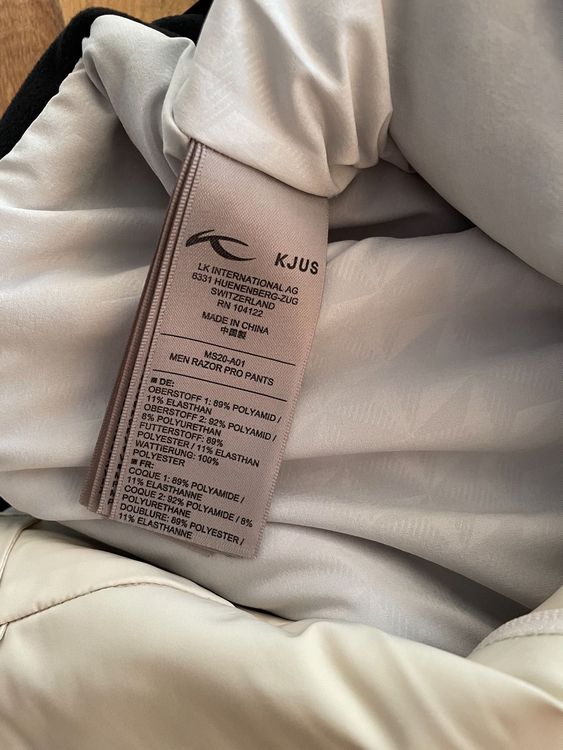 KJUS
LK INTERNATIONAL AG
6331 HUENENBERG-ZUG
SWITZERLAND
RN 104122
MADE IN CHINA
中国製
MS20-A01
MEN RAZOR PRO PANTS
■ DE:
OBERSTOFF 1: 89% POLYAMID /
11% ELASTHAN
OBERSTOFF 2: 92% POLYAMID /
8% POLYURETHAN
FUTTERSTOFF: 89%
POLYESTER / 11% ELASTHAN
WATTIERUNG: 100%
POLYESTER
■ FR:
COQUE 1: 89% POLYAMIDE /
11% ELASTHANNE
COQUE 2: 92% POLYAMIDE / 8%
POLYURETHANE
DOUBLURE: 89% POLYESTER /
11% ELASTHANNE